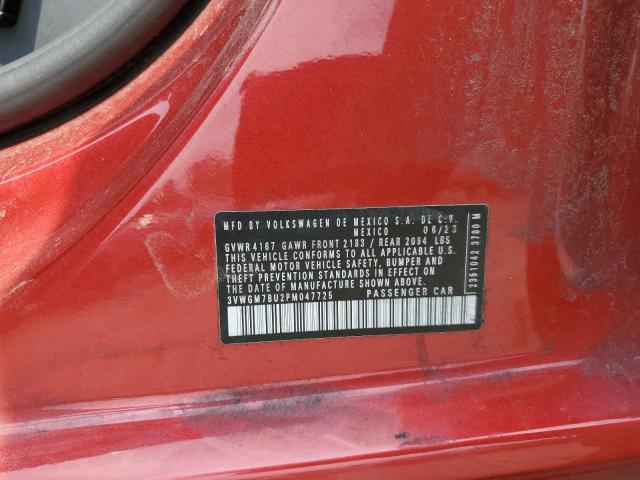 MFD BY VOLKSWAGEN DE MEXICO S.A. DE C.V.
MEXICO 06/23
GVWR 4167 GAWR FRONT 2183 / REAR 2094 LBS
THIS VEHICLE CONFORMS TO ALL APPLICABLE U.S.
FEDERAL MOTOR VEHICLE SAFETY, BUMPER, AND
THEFT PREVENTION STANDARDS IN EFFECT ON
THE DATE OF MANUFACTURE SHOWN ABOVE
3VWGM7BU2PM047725 PASSENGER CAR
2351042 3780 M